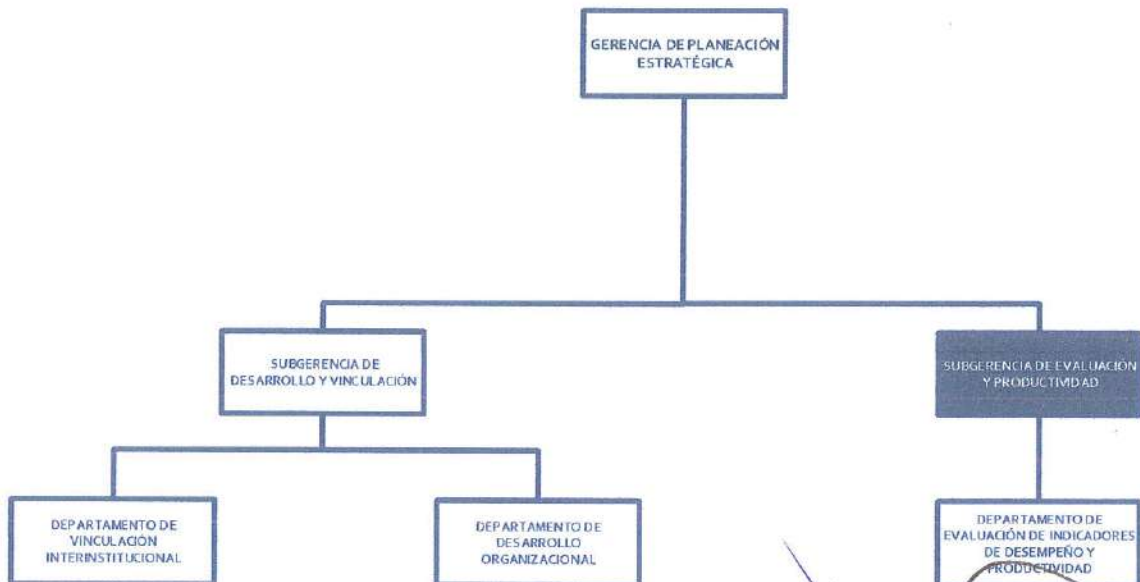 GERENCIA DE PLANEACIÓN
ESTRATÉGICA
SUBGERENCIA DE
DESARROLLO Y VINCULACIÓN
SUBGERENCIA DE EVALUACIÓN
Y PRODUCTIVIDAD
DEPARTAMENTO DE
VINCULACIÓN
INTERINSTITUCIONAL
DEPARTAMENTO DE
DESARROLLO
ORGANIZACIONAL
DEPARTAMENTO DE
EVALUACIÓN DE INDICADORES
DE DESEMPEÑO Y
PRODUCTIVIDAD